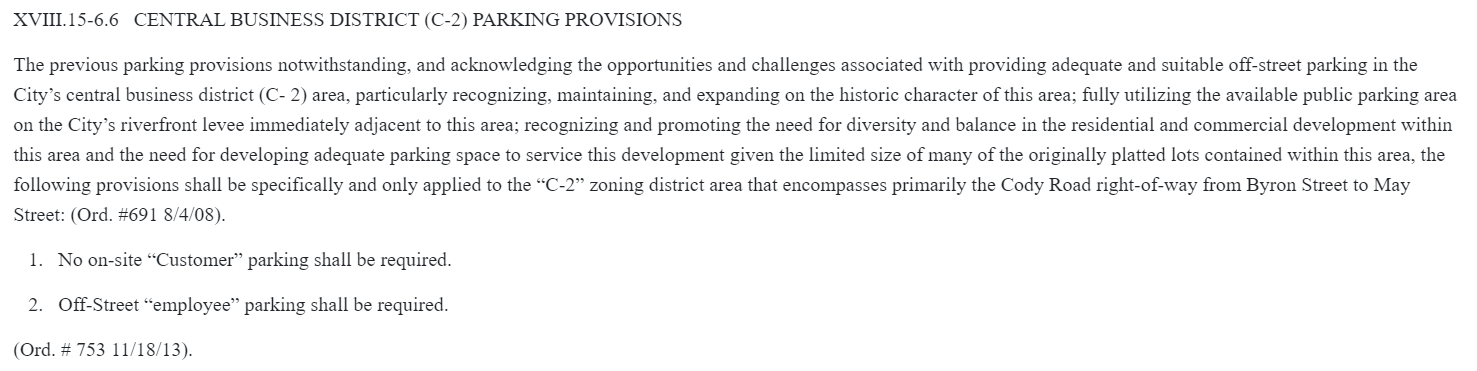 XVIII.15-6.6 CENTRAL BUSINESS DISTRICT (C-2) PARKING PROVISIONS
The previous parking provisions notwithstanding, and acknowledging the opportunities and challenges associated with providing adequate and suitable off-street parking in the
City’s central business district (C- 2) area, particularly recognizing, maintaining, and expanding on the historic character of this area; fully utilizing the available public parking area
on the City’s riverfront levee immediately adjacent to this area; recognizing and promoting the need for diversity and balance in the residential and commercial development within
this area and the need for developing adequate parking space to service this development given the limited size of many of the originally platted lots contained within this area, the
following provisions shall be specifically and only applied to the “C-2” zoning district area that encompasses primarily the Cody Road right-of-way from Byron Street to May
Street: (Ord. #691 8/4/08).
1. No on-site “Customer” parking shall be required.
2. Off-Street “employee” parking shall be required.
(Ord. # 753 11/18/13).